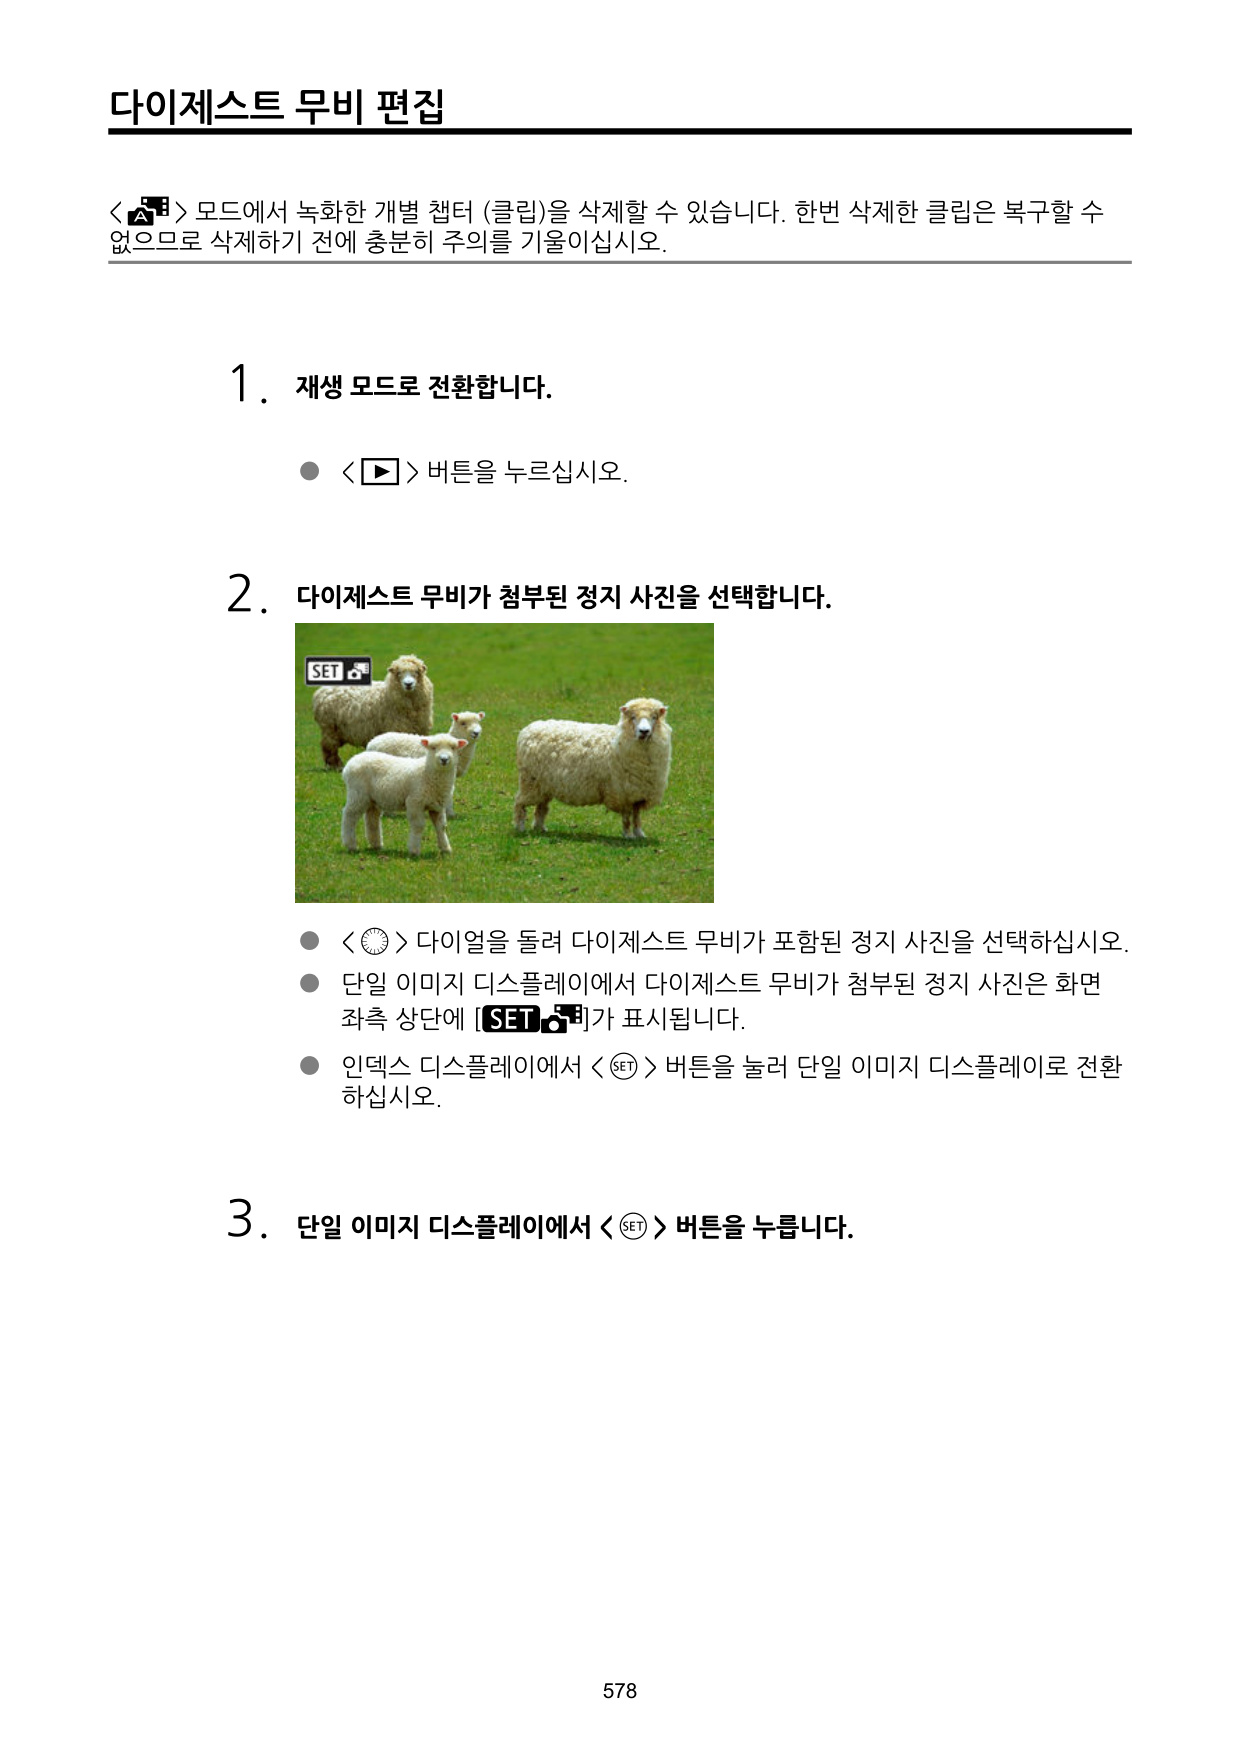 다이제스트 무비 편집
< A > 모드에서 녹화한 개별 챕터 (클립)을 삭제할 수 있습니다. 한번 삭제한 클립은 복구할 수
없으므로 삭제하기 전에 충분히 주의를 기울이십시오.
1. 재생 모드로 전환합니다.
● < > 버튼을 누르십시오.
2. 다이제스트 무비가 첨부된 정지 사진을 선택합니다.
SET
● < > 다이얼을 돌려 다이제스트 무비가 포함된 정지 사진을 선택하십시오.
● 단일 이미지 디스플레이에서 다이제스트 무비가 첨부된 정지 사진은 화면
좌측 상단에 [SET]가 표시됩니다.
● 인덱스 디스플레이에서 < SET > 버튼을 눌러 단일 이미지 디스플레이로 전환
하십시오.
3. 단일 이미지 디스플레이에서 < SET > 버튼을 누릅니다.
578